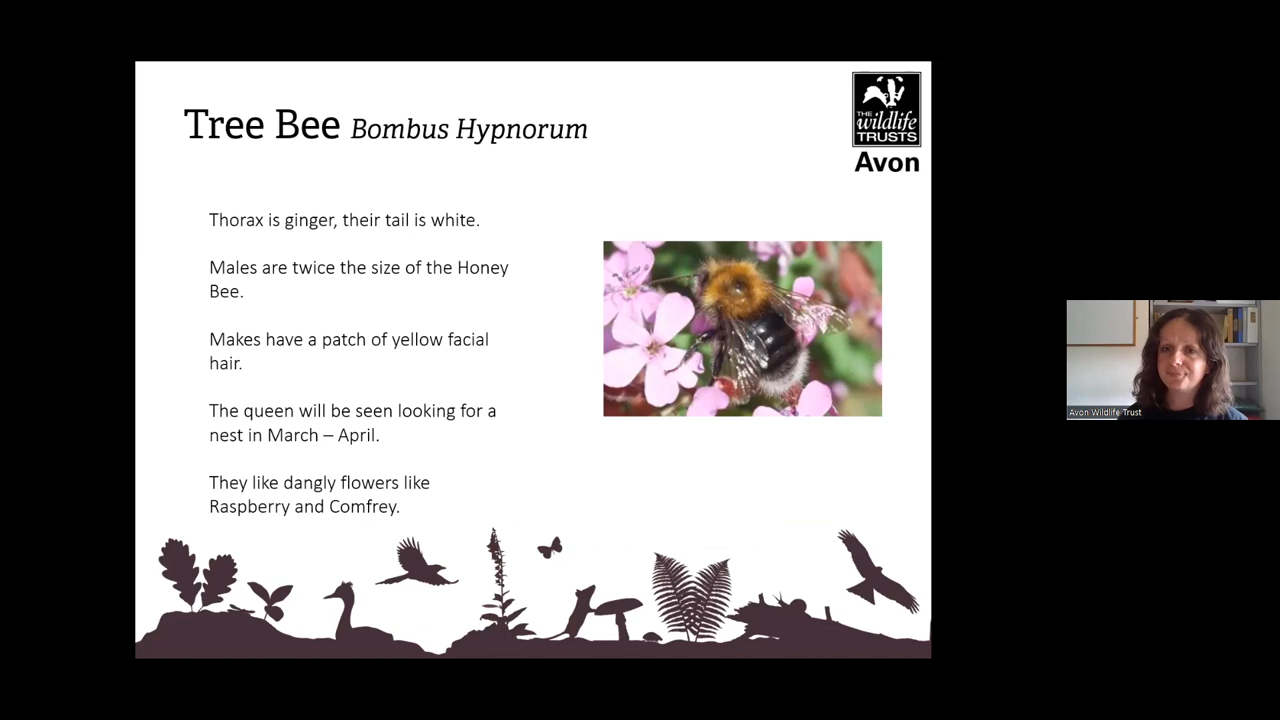 Tree Bee Bombus Hypnorum
THE
wildlife
TRUSTS
Avon
Thorax is ginger, their tail is white.
Males are twice the size of the Honey
Bee.
Makes have a patch of yellow facial
hair.
The queen will be seen looking for a
nest in March – April.
They like dangly flowers like
Raspberry and Comfrey.
Avon Wildlife Trust